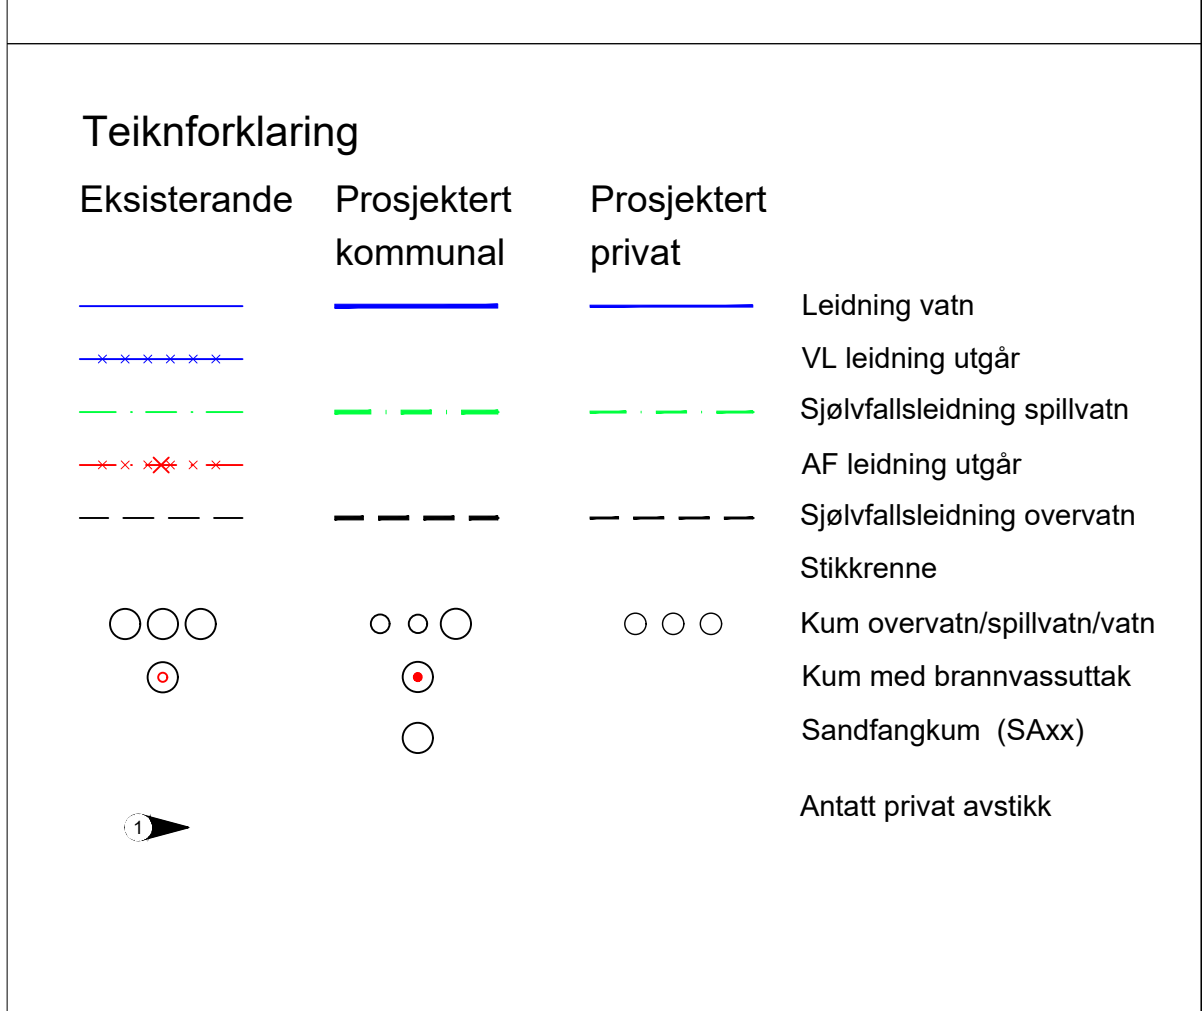 Teiknforklaring
Eksisterande Prosjektert Prosjektert
kommunal privat
Leidning vatn
VL leidning utgår
Sjølvfallsleidning spillvatn
AF leidning utgår
Sjølvfallsleidning overvatn
Stikkrenne
Kum overvatn/spillvatn/vatn
Kum med brannvassuttak
Sandfangkum (SAxx)
Antatt privat avstikk
1